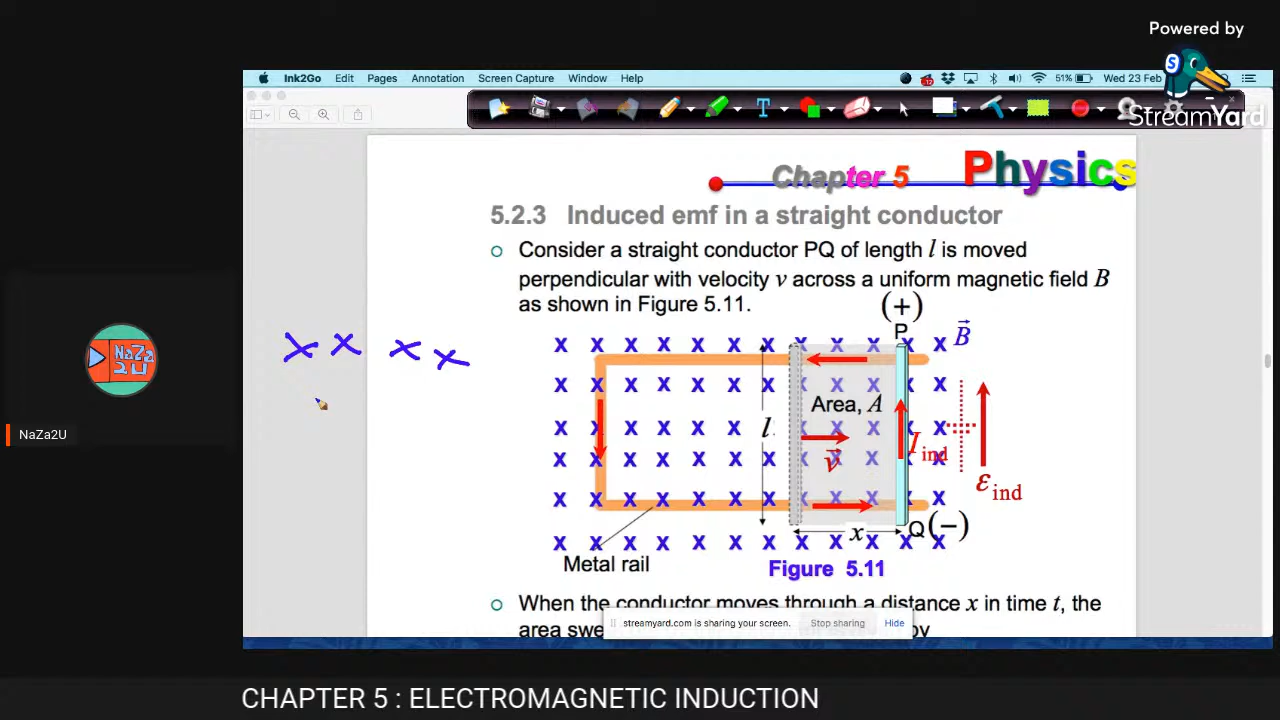 Powered by
StreamYard
Ink2Go Edit Pages Annotation Screen Capture Window Help 51% Wed 23 Feb
Chapter 5 Physics
5.2.3 Induced emf in a straight conductor
Consider a straight conductor PQ of length l is moved
perpendicular with velocity v across a uniform magnetic field B
as shown in Figure 5.11.
(+)
P
X X X X
X X X X X X X X X X X X B
X X X X X X X X X X X X
Area, A
X X X X X X X X X X X X
l
v
I ind
X X X X X X X X X X X X
ε ind
X X X X X X X X X X X X
x
Q (−)
X X X X X X X X X X X X
Metal rail
Figure 5.11
When the conductor moves through a distance x in time t, the
streamyard.com is sharing your screen. Stop sharing Hide
NaZa
2U
NaZa2U
CHAPTER 5 : ELECTROMAGNETIC INDUCTION